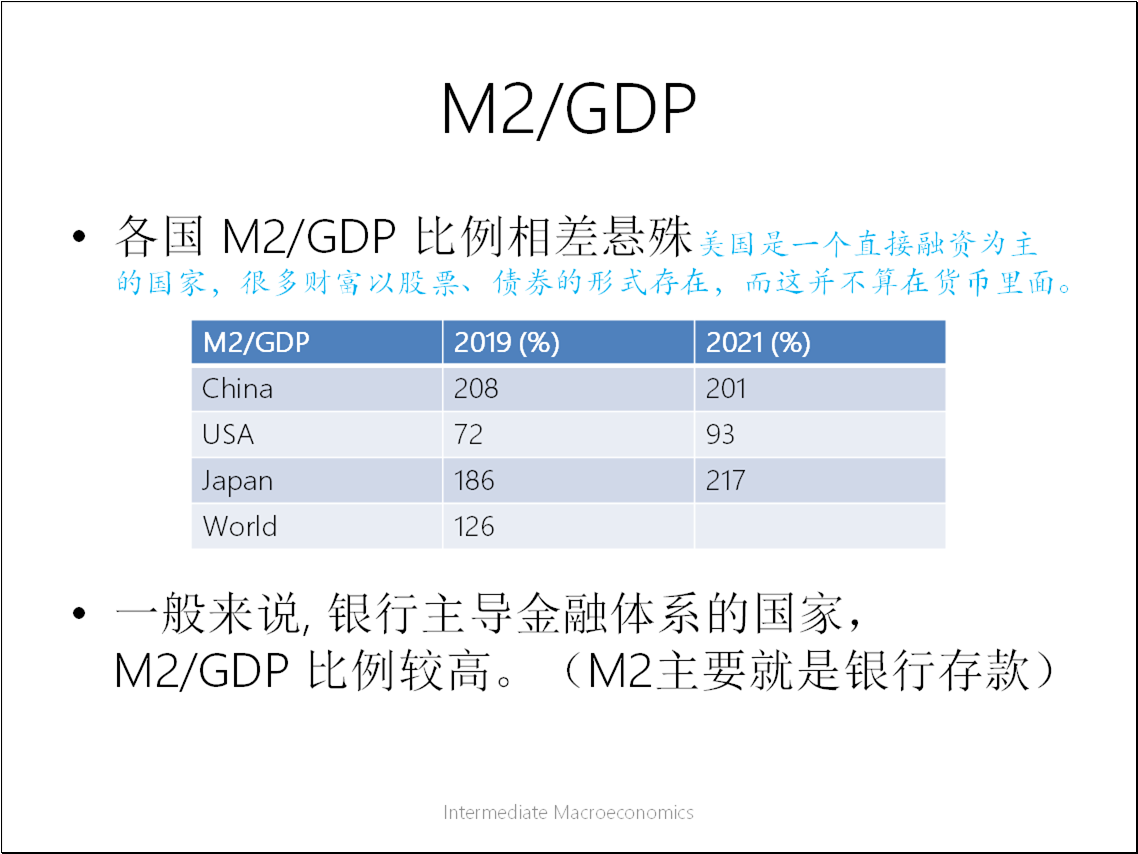 M2/GDP
• 各国 M2/GDP 比例相差悬殊美国是一个直接融资为主
的国家，很多财富以股票、债券的形式存在，而这并不算在货币里面。
M2/GDP 2019 (%) 2021 (%)
China 208 201
USA 72 93
Japan 186 217
World 126
• 一般来说, 银行主导金融体系的国家，
M2/GDP 比例较高。（M2主要就是银行存款）
Intermediate Macroeconomics